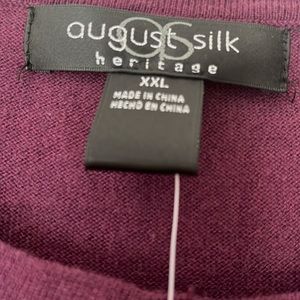 august silk
heritage
XXL
MADE IN CHINA
HECHO EN CHINA